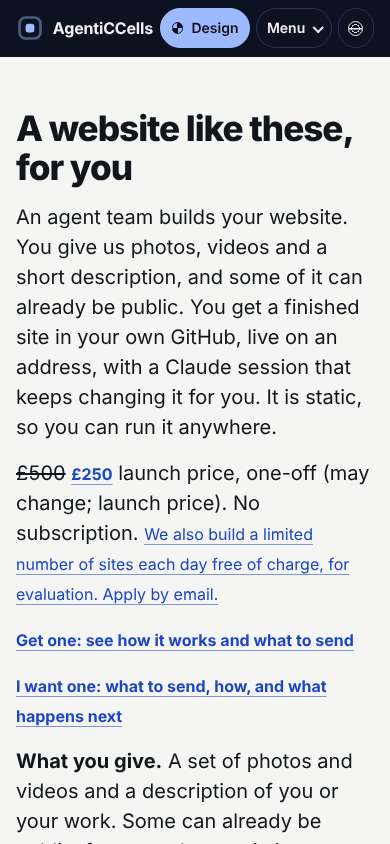 AgentiCCells
Design
Menu
A website like these,
for you
An agent team builds your website.
You give us photos, videos and a
short description, and some of it can
already be public. You get a finished
site in your own GitHub, live on an
address, with a Claude session that
keeps changing it for you. It is static,
so you can run it anywhere.
£500 £250 launch price, one-off (may
change; launch price). No
subscription. We also build a limited
number of sites each day free of charge, for
evaluation. Apply by email.
Get one: see how it works and what to send
I want one: what to send, how, and what
happens next
What you give. A set of photos and
videos and a description of you or
your work. Some can already be